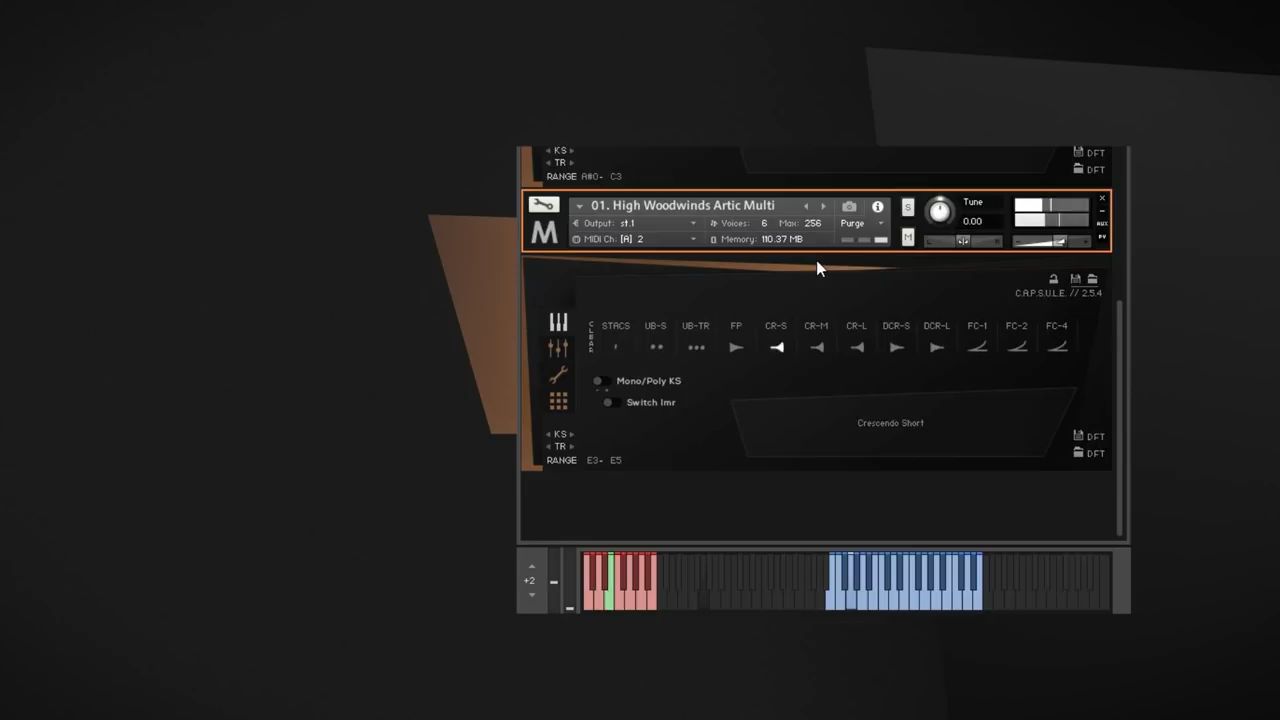 KS
TR
RANGE A#0- C3
DFT
DFT
01. High Woodwinds Artic Multi
Output: st.1
Voices: 6 Max: 256
Purge
MIDI Ch: [A] 2
Memory: 110.37 MB
M
S
M
Tune
0.00
L R
AUX
PV
C.A.P.S.U.L.E. // 2.5.4
CLEAR
STACS UB-S UB-TR FP CR-S CR-M CR-L DCR-S DCR-L FC-1 FC-2 FC-4
Mono/Poly KS
Switch Imr
Crescendo Short
KS
TR
RANGE E3- E5
DFT
DFT
+2